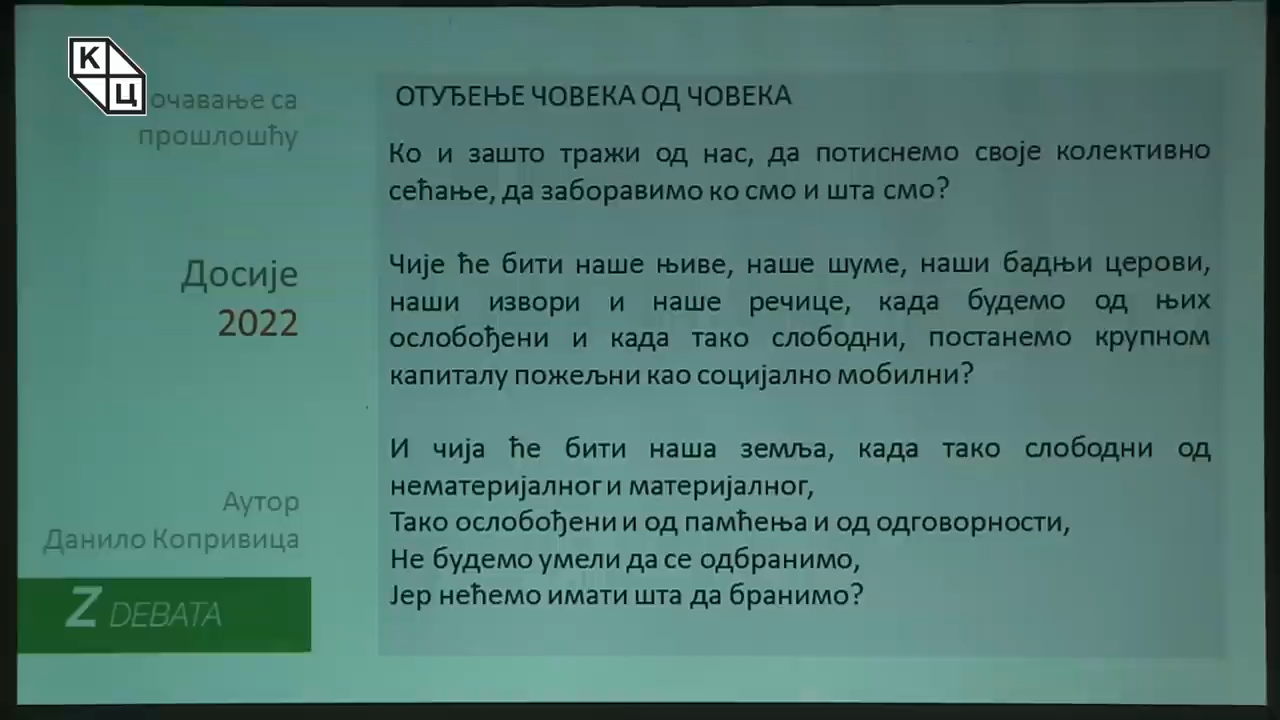 К
Ц
очавање са
прошлошћу
Досије
2022
Аутор
Данило Копривица
Z DEBATA
ОТУЂЕЊЕ ЧОВЕКА ОД ЧОВЕКА
Ко и зашто тражи од нас, да потиснемо своје колективно
сећање, да заборавимо ко смо и шта смо?
Чије ће бити наше њиве, наше шуме, наши бадњи церови,
наши извори и наше речице, када будемо од њих
ослобођени и када тако слободни, постанемо крупном
капиталу пожељни као социјално мобилни?
И чија ће бити наша земља, када тако слободни од
нематеријалног и материјалног,
Тако ослобођени и од памћења и од одговорности,
Не будемо умели да се одбранимо,
Јер нећемо имати шта да бранимо?